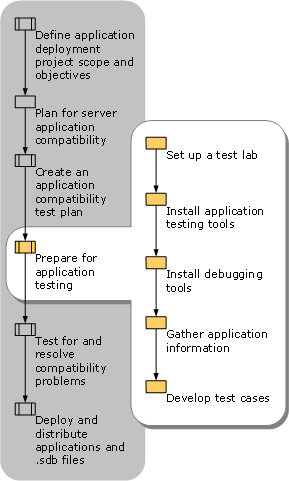 Define application
deployment
project scope and
objectives
Plan for server
application
compatibility
Create an
application
compatibility
test plan
Prepare for
application
testing
Test for and
resolve
compatibility
problems
Deploy and
distribute
applications and
.sdb files
Set up a test lab
Install application
testing tools
Install debugging
tools
Gather application
information
Develop test cases